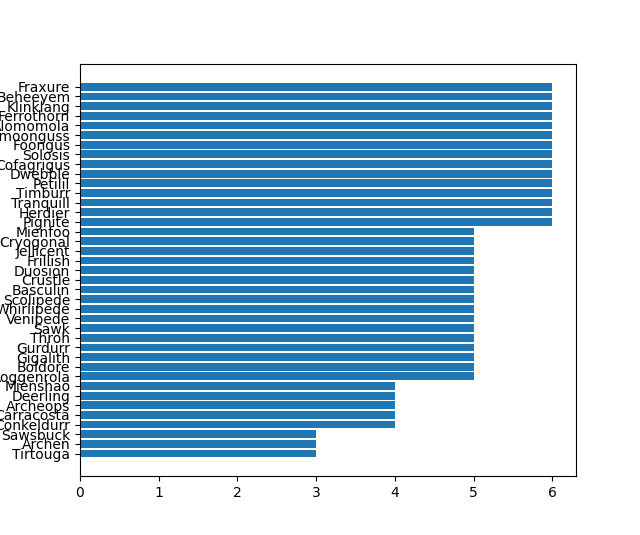 Fraxure
Beheeyem
Klinklang
Ferrothorn
lomomola
moonguss
Foongus
Solosis
Cofagrigus
Dwebble
Petilil
Timburr
Tranquill
Herdier
Pignite
Mienfoo
Cryogonal
Jellicent
Frillish
Duosion
Crustle
Basculin
Scolipede
Whirlipede
Venipede
Sawk
Throh
Gurdurr
Gigalith
Boldore
oggenrola
Mienshao
Deerling
Archeops
Carracosta
Conkeldurr
Sawsbuck
Archen
Tirtouga
0 1 2 3 4 5 6